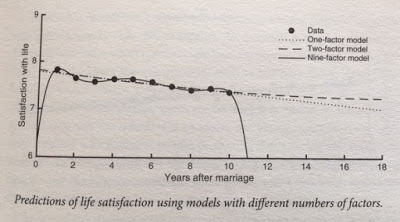 9
8
7
6
Satisfaction with life
Data
One-factor model
Two-factor model
Nine-factor model
0 2 4 6 8 10 12 14 16 18
Years after marriage
Predictions of life satisfaction using models with different numbers of factors.